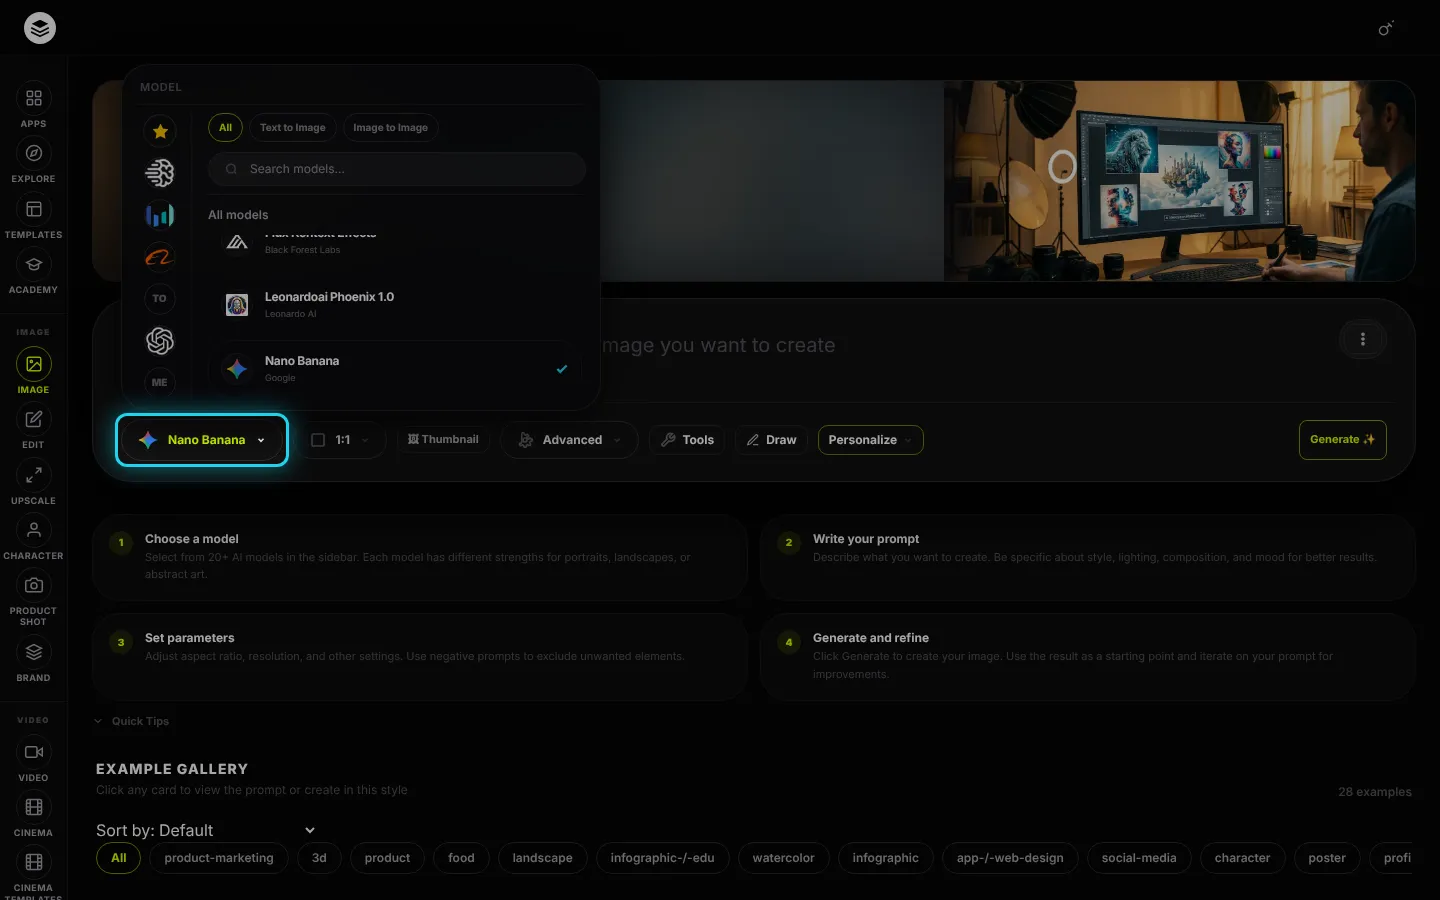 MODEL
All
Text to Image
Image to Image
Search models...
All models
Flux Kontext Effects
Black Forest Labs
Leonardoai Phoenix 1.0
Leonardo AI
Nano Banana
Google
TO
ME
APPS
EXPLORE
TEMPLATES
ACADEMY
IMAGE
IMAGE
EDIT
UPSCALE
CHARACTER
PRODUCT
SHOT
BRAND
VIDEO
VIDEO
CINEMA
CINEMA
TEMPLATES
mage you want to create
Nano Banana
1:1
Thumbnail
Advanced
Tools
Draw
Personalize
Generate
1
Choose a model
Select from 20+ AI models in the sidebar. Each model has different strengths for portraits, landscapes, or
abstract art.
2
Write your prompt
Describe what you want to create. Be specific about style, lighting, composition, and mood for better results.
3
Set parameters
Adjust aspect ratio, resolution, and other settings. Use negative prompts to exclude unwanted elements.
4
Generate and refine
Click Generate to create your image. Use the result as a starting point and iterate on your prompt for
improvements.
Quick Tips
EXAMPLE GALLERY
Click any card to view the prompt or create in this style
28 examples
Sort by: Default
All
product-marketing
3d
product
food
landscape
infographic-/-edu
watercolor
infographic
app-/-web-design
social-media
character
poster
profi